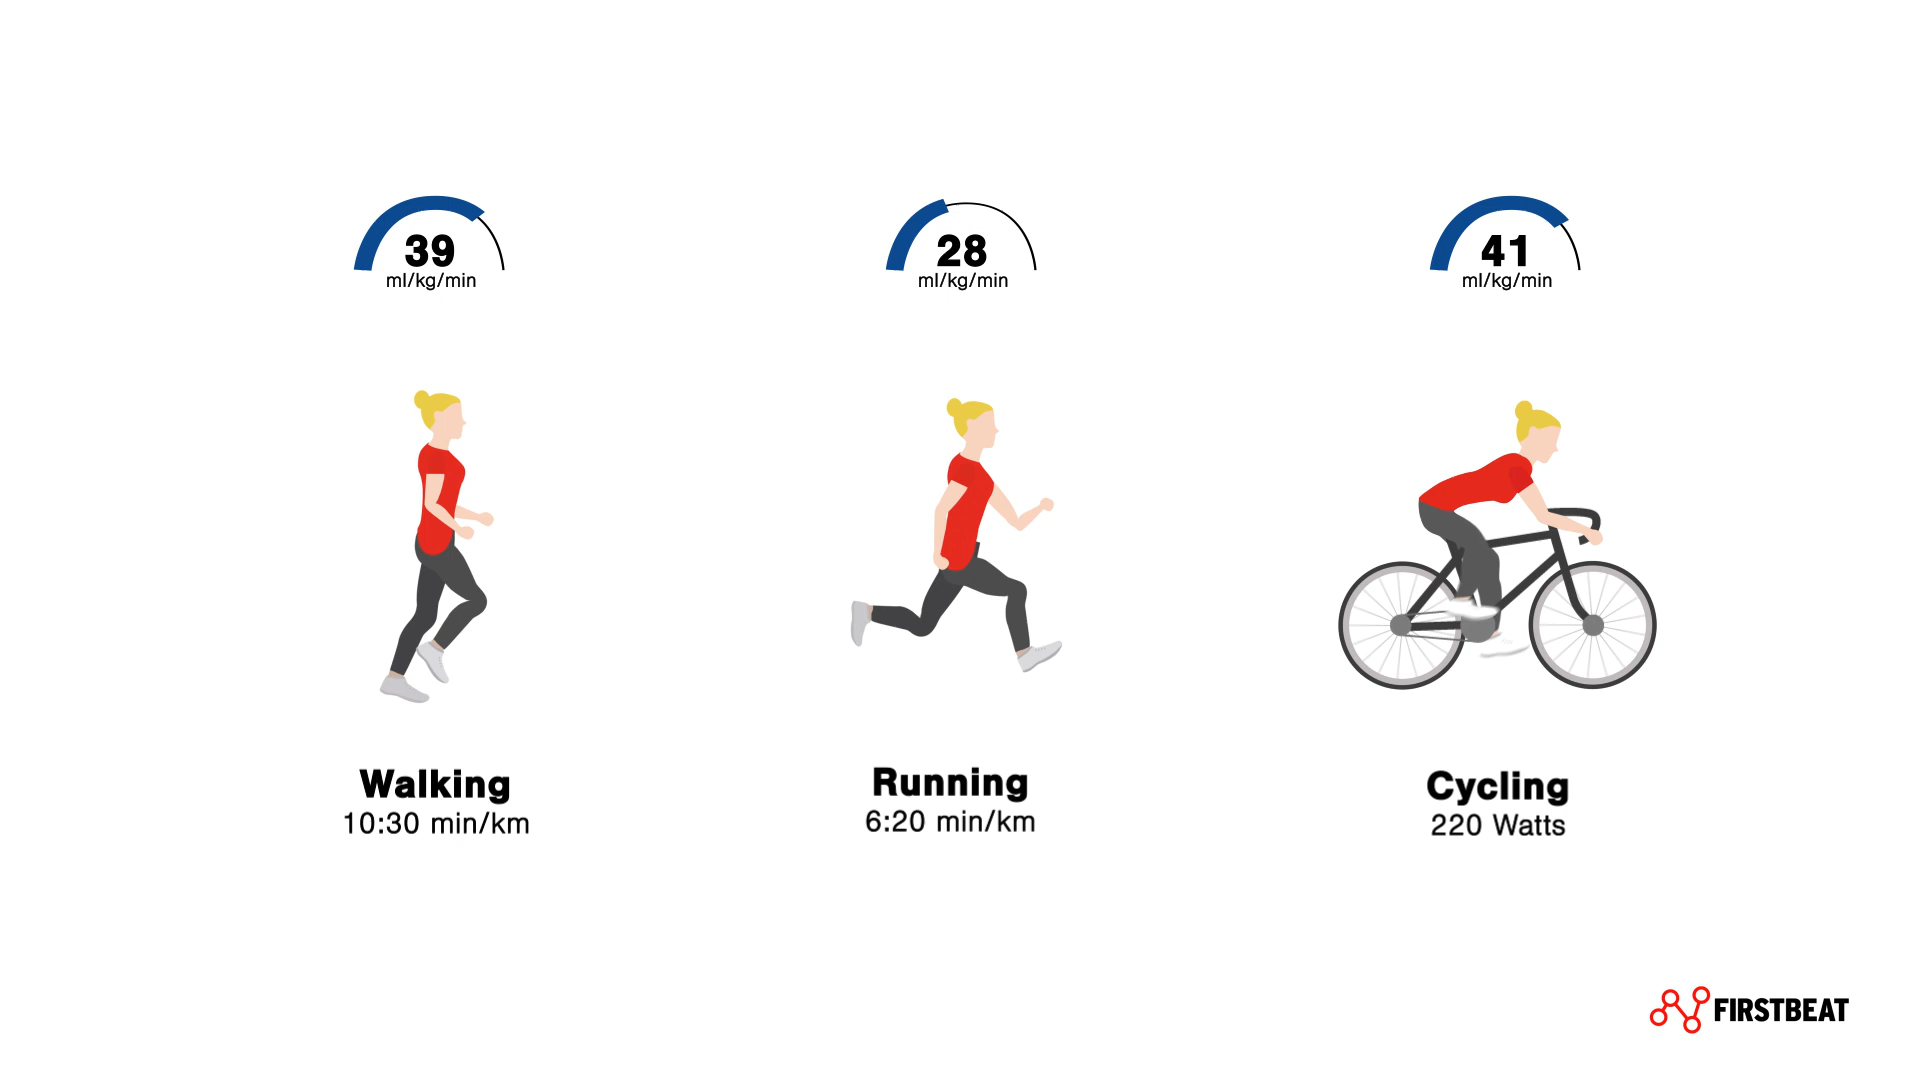 39
ml/kg/min
28
ml/kg/min
41
ml/kg/min
Walking
10:30 min/km
Running
6:20 min/km
Cycling
220 Watts
FIRSTBEAT